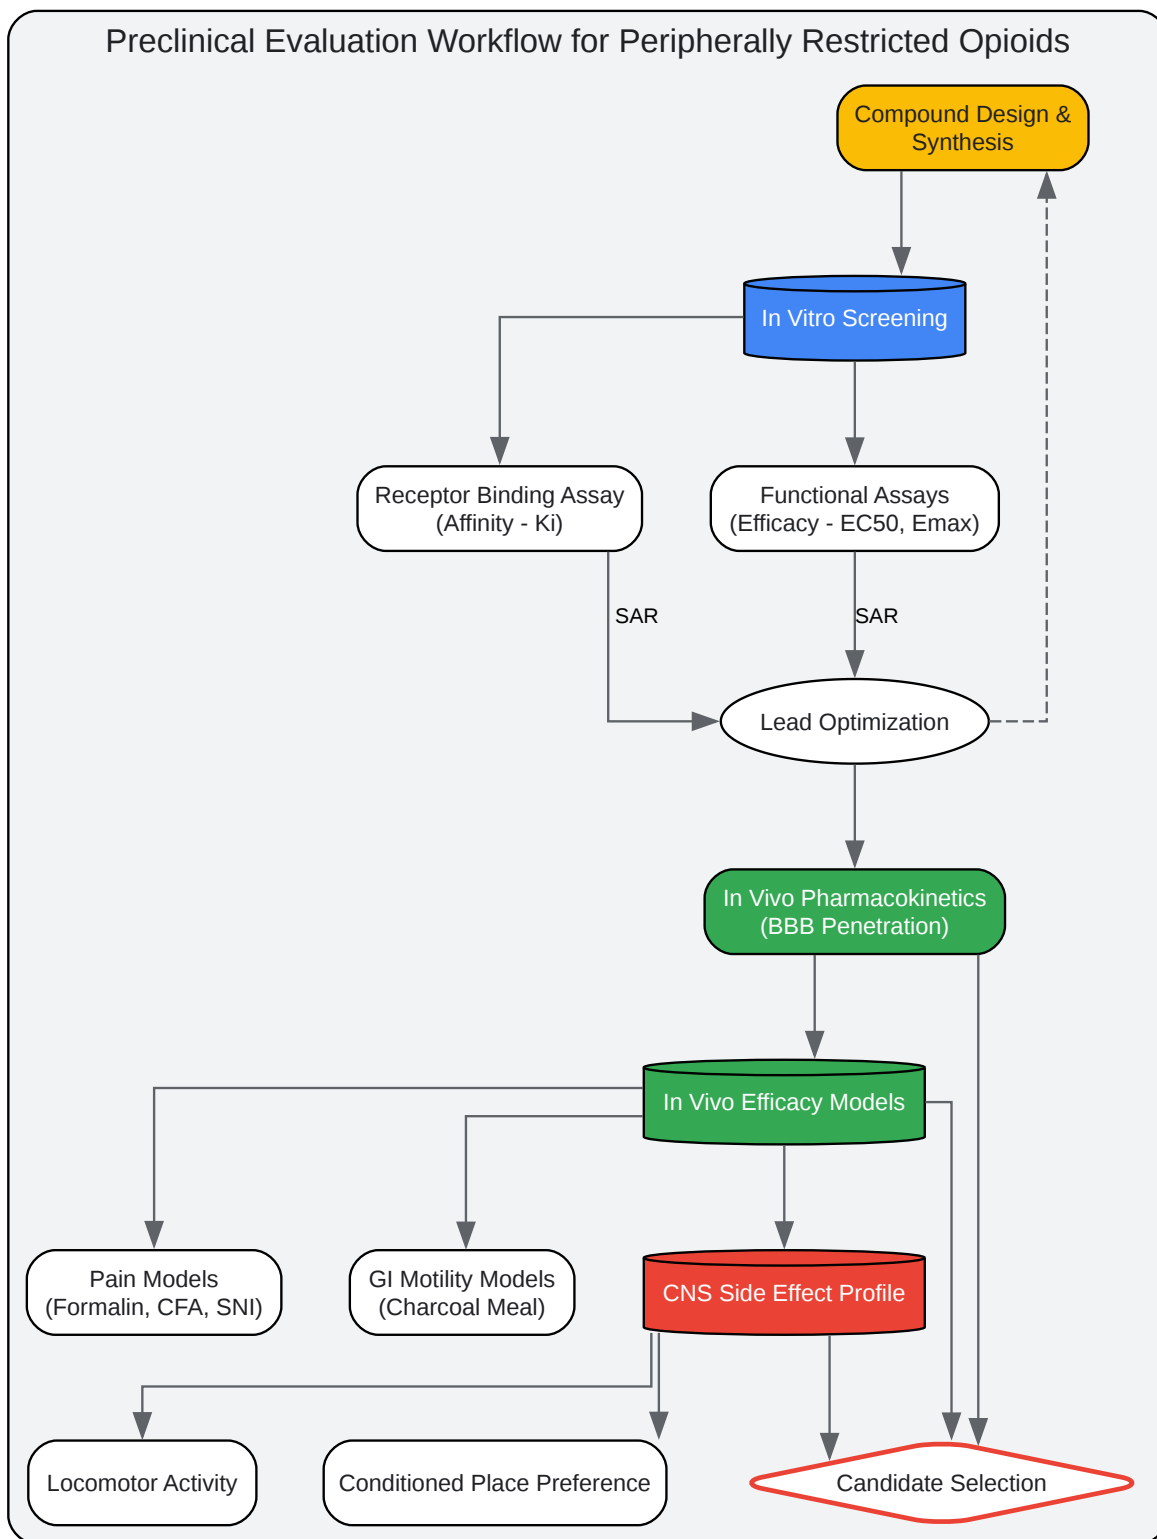 Preclinical Evaluation Workflow for Peripherally Restricted Opioids
Compound Design &
Synthesis
In Vitro Screening
Receptor Binding Assay
(Affinity - Ki)
Functional Assays
(Efficacy - EC50, Emax)
SAR
SAR
Lead Optimization
In Vivo Pharmacokinetics
(BBB Penetration)
In Vivo Efficacy Models
Pain Models
(Formalin, CFA, SNI)
GI Motility Models
(Charcoal Meal)
CNS Side Effect Profile
Locomotor Activity
Conditioned Place Preference
Candidate Selection